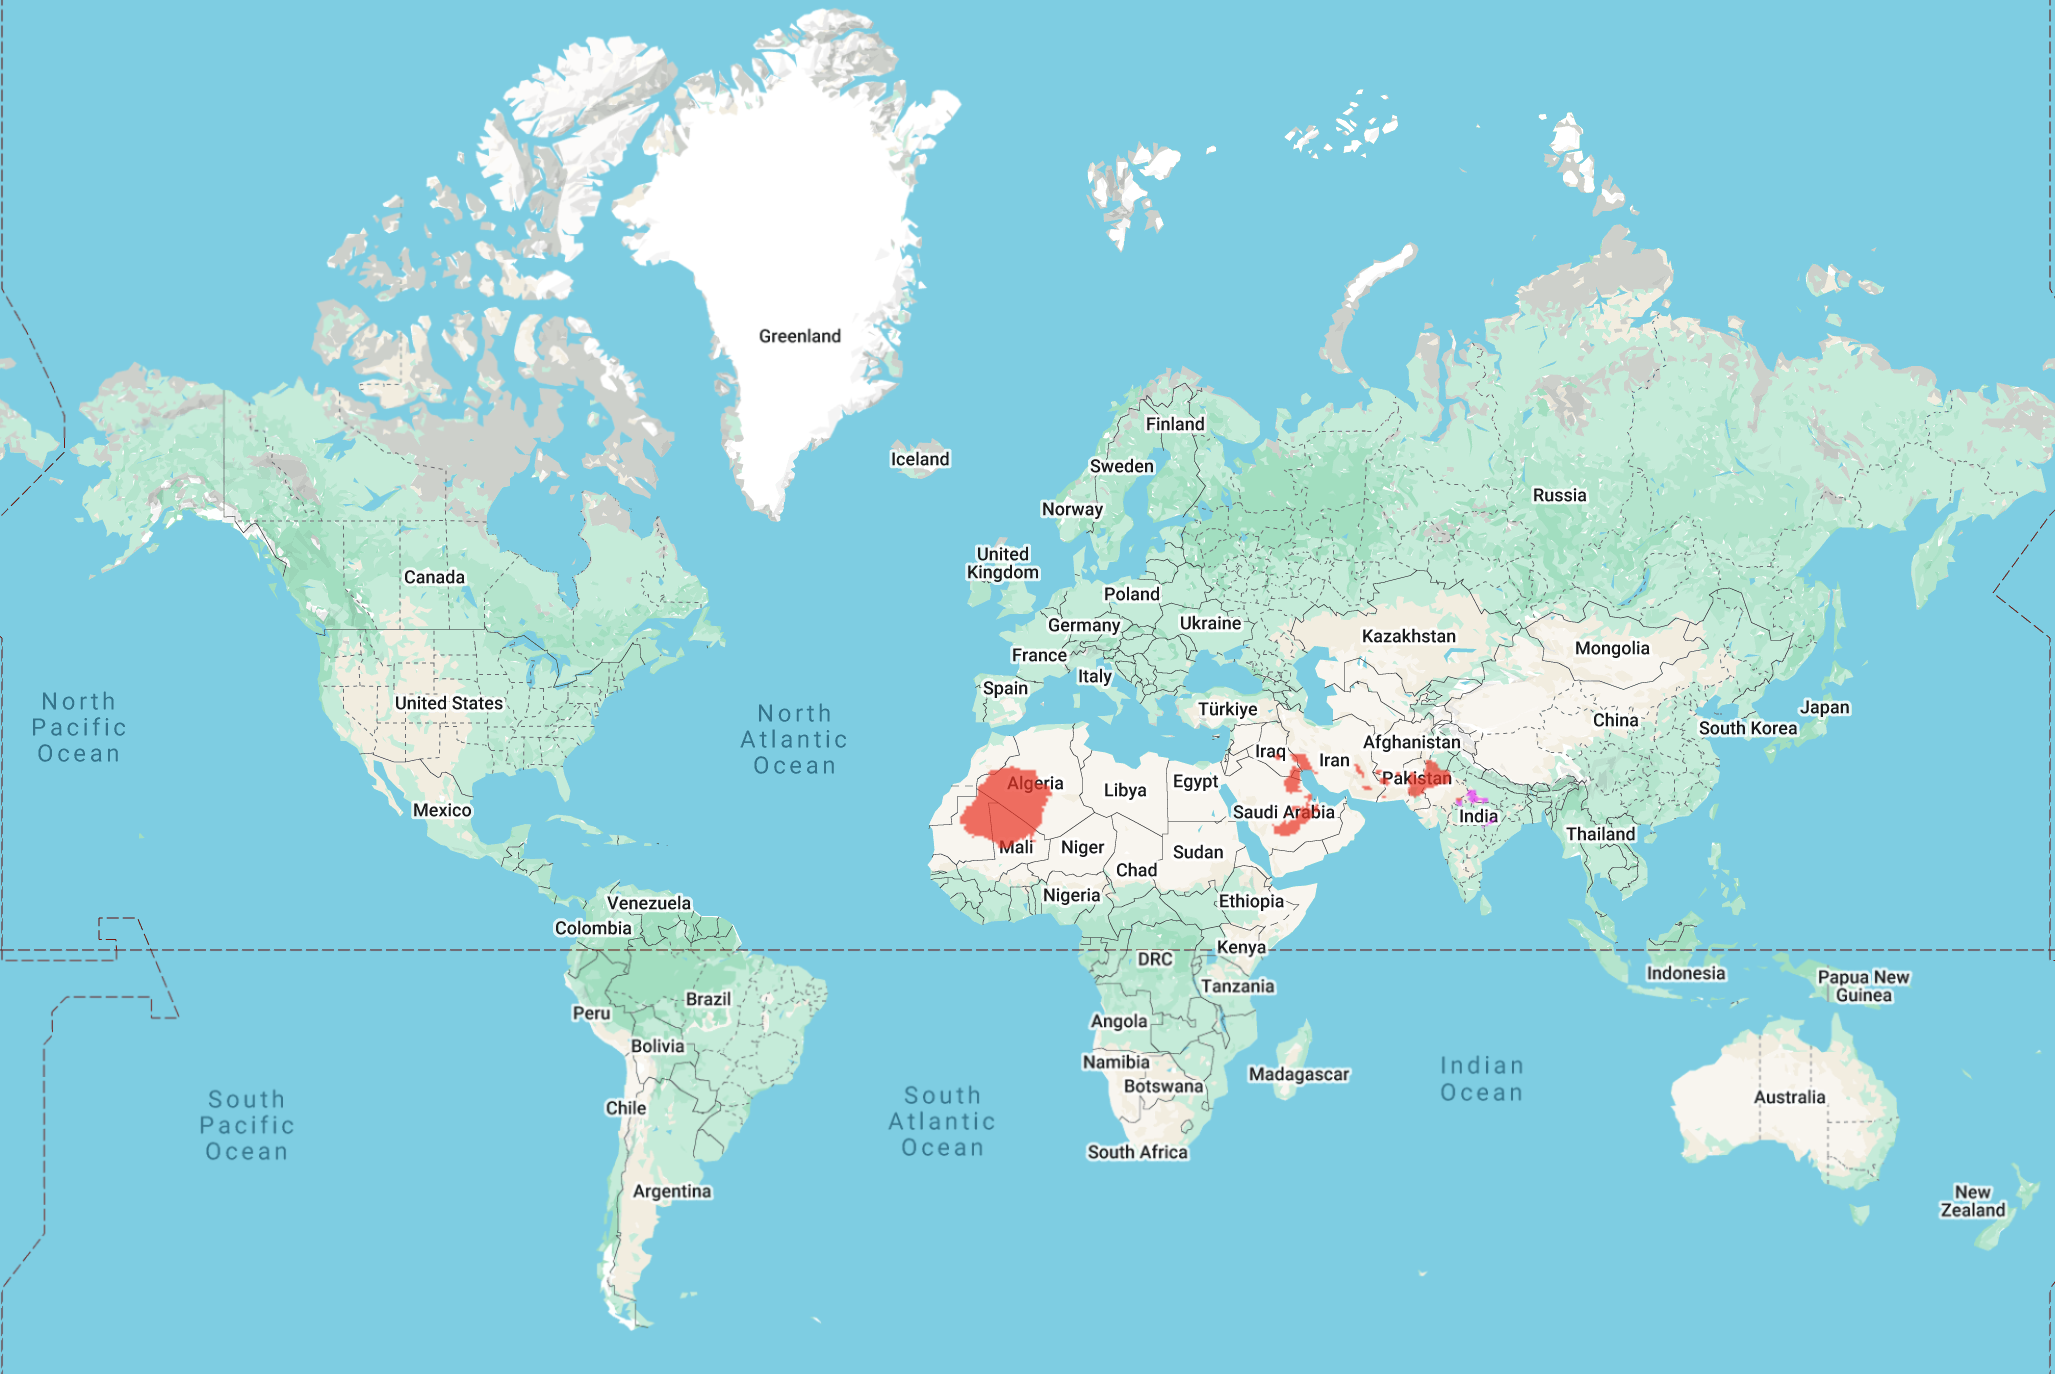 Greenland
Finland
Iceland
Sweden
Russia
Norway
United
Kingdom
Canada
Poland
Germany
Ukraine
Kazakhstan
Mongolia
France
Italy
Spain
North
Pacific
Ocean
United States
North
Atlantic
Ocean
Türkiye
China
Japan
South Korea
Afghanistan
Iraq
Iran
Pakistan
Algeria
Libya
Egypt
Mexico
Saudi Arabia
India
Thailand
Mali
Niger
Sudan
Chad
Nigeria
Ethiopia
Venezuela
Colombia
Kenya
DRC
Indonesia
Papua New
Guinea
Tanzania
Brazil
Peru
Angola
Bolivia
Namibia
Botswana
Madagascar
Indian
Ocean
Australia
South
Pacific
Ocean
Chile
South
Atlantic
Ocean
South Africa
Argentina
New
Zealand